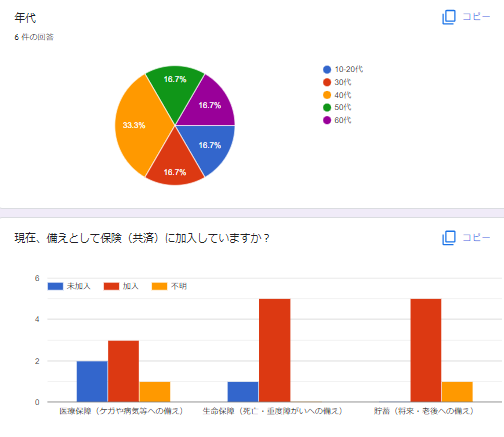 年代
コピー
6 件の回答
10-20代
30代
40代
50代
60代
16.7%
16.7%
33.3%
16.7%
16.7%
現在、備えとして保険（共済）に加入していますか？
コピー
未加入 加入 不明
6
4
2
0
医療保障（ケガや病気等への備え） 生命保障（死亡・重度障がいへの備え） 貯蓄（将来・老後への備え）